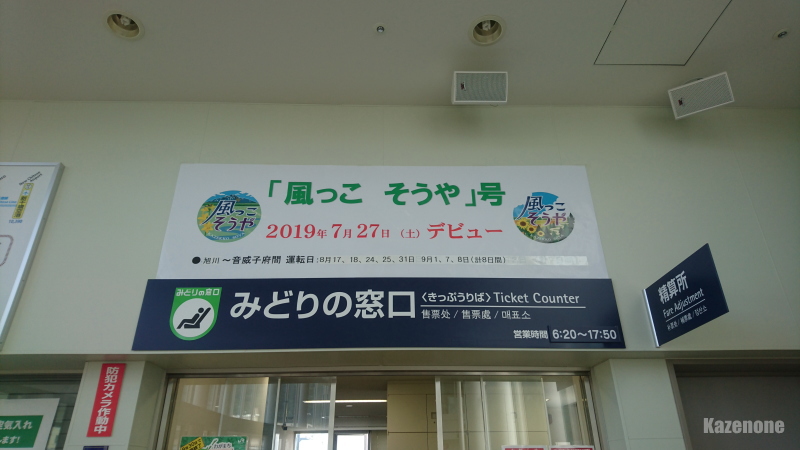 「風っこ そうや」号
風っこ
そうや
2019年7月27日（土）デビュー
風っこ
そうや
●旭川～音威子府間 運転日:8月17、18、24、25、31日 9月1、7、8日(計8日間)
みどりの窓口
みどりの窓口〈きっぷうりば〉Ticket Counter
售票处 / 售票處 / 매표소
営業時間 6:20～17:50
精算所
Fare Adjustment
防犯カメラ作動中
空気入れ
ます!
Kazenone